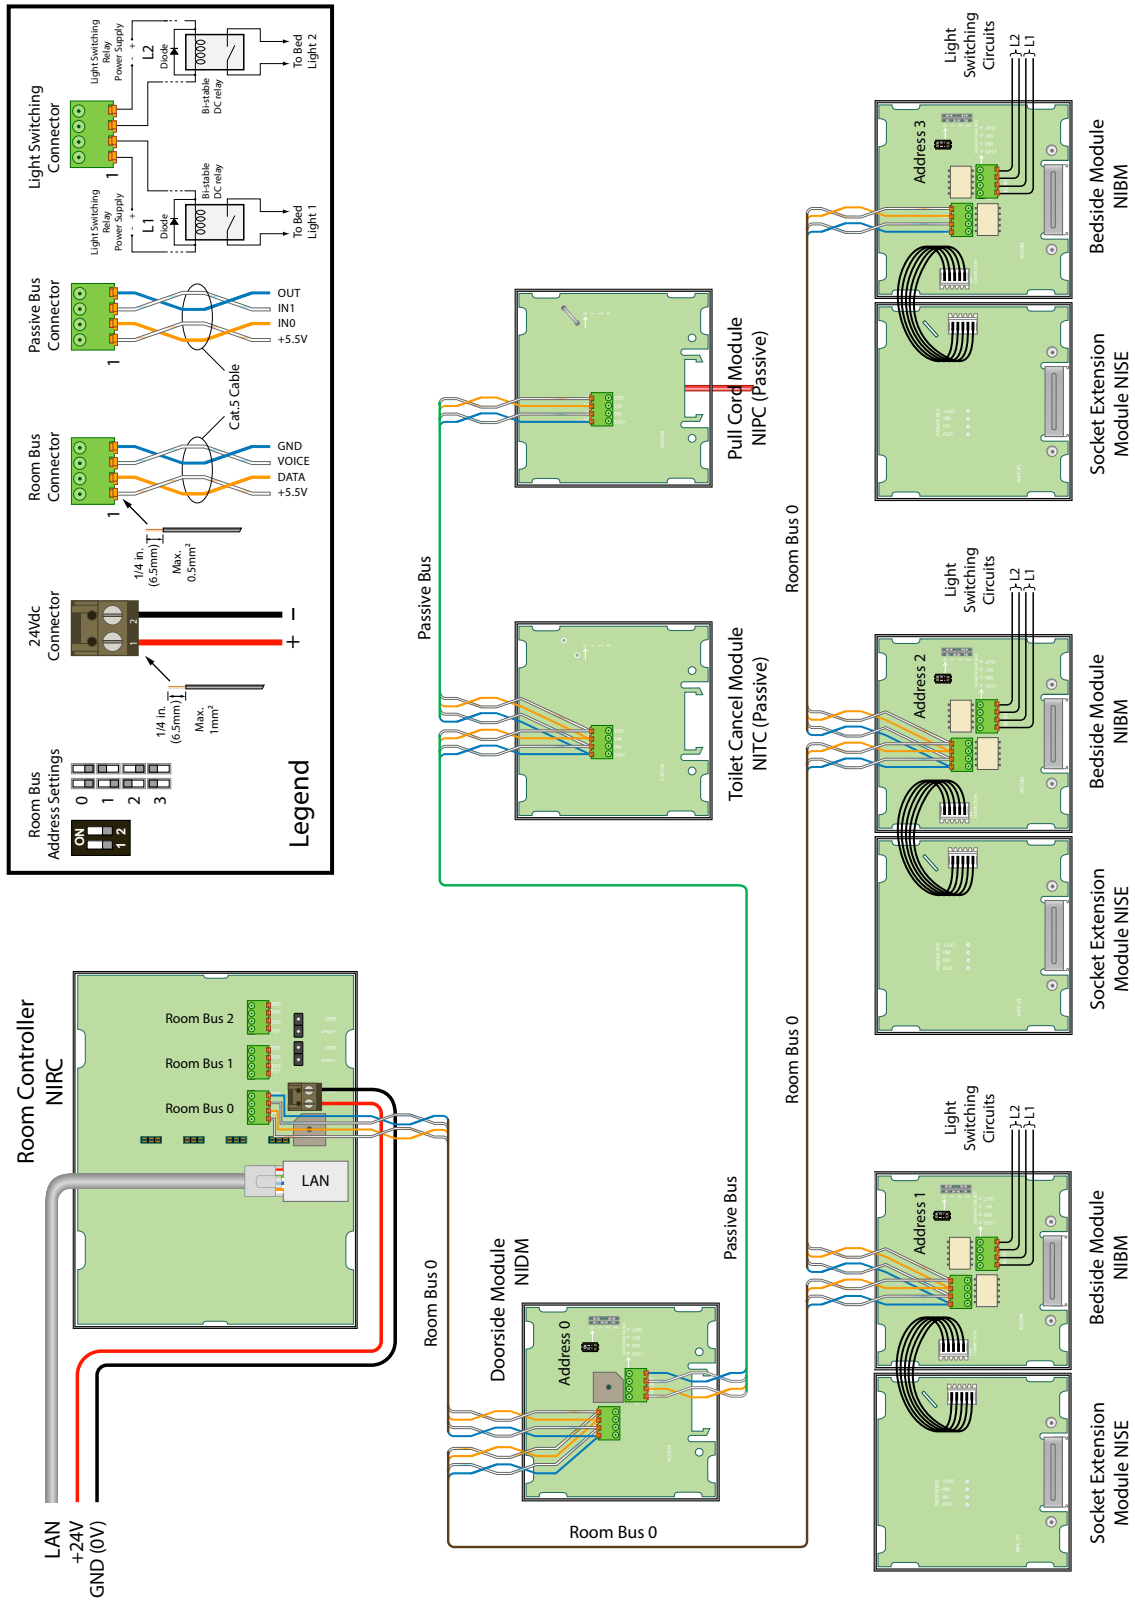 Legend
Room Bus
Address Settings
ON
1 2
0
1
2
3
24Vdc
Connector
1
2
+
-
1/4 in.
(6.5mm)
Max.
1mm²
Room Bus
Connector
1
GND
VOICE
DATA
+5.5V
1/4 in.
(6.5mm)
Max.
0.5mm²
Cat.5 Cable
Passive Bus
Connector
1
OUT
IN1
IN0
+5.5V
Light Switching
Connector
1
Light Switching
Relay
Power Supply
- +
L1
Diode
Bi-stable
DC relay
To Bed
Light 1
Light Switching
Relay
Power Supply
- +
L2
Diode
Bi-stable
DC relay
To Bed
Light 2
Room Controller
NIRC
Room Bus 0
Room Bus 1
Room Bus 2
LAN
LAN
+24V
GND (0V)
Room Bus 0
Doorside Module
NIDM
Address 0
Room Bus 0
Passive Bus
Passive Bus
Toilet Cancel Module
NITC (Passive)
Pull Cord Module
NIPC (Passive)
Room Bus 0
Room Bus 0
Address 1
Light
Switching
Circuits
L2
L1
Socket Extension
Module NISE
Bedside Module
NIBM
Address 2
Light
Switching
Circuits
L2
L1
Socket Extension
Module NISE
Bedside Module
NIBM
Address 3
Light
Switching
Circuits
L2
L1
Socket Extension
Module NISE
Bedside Module
NIBM